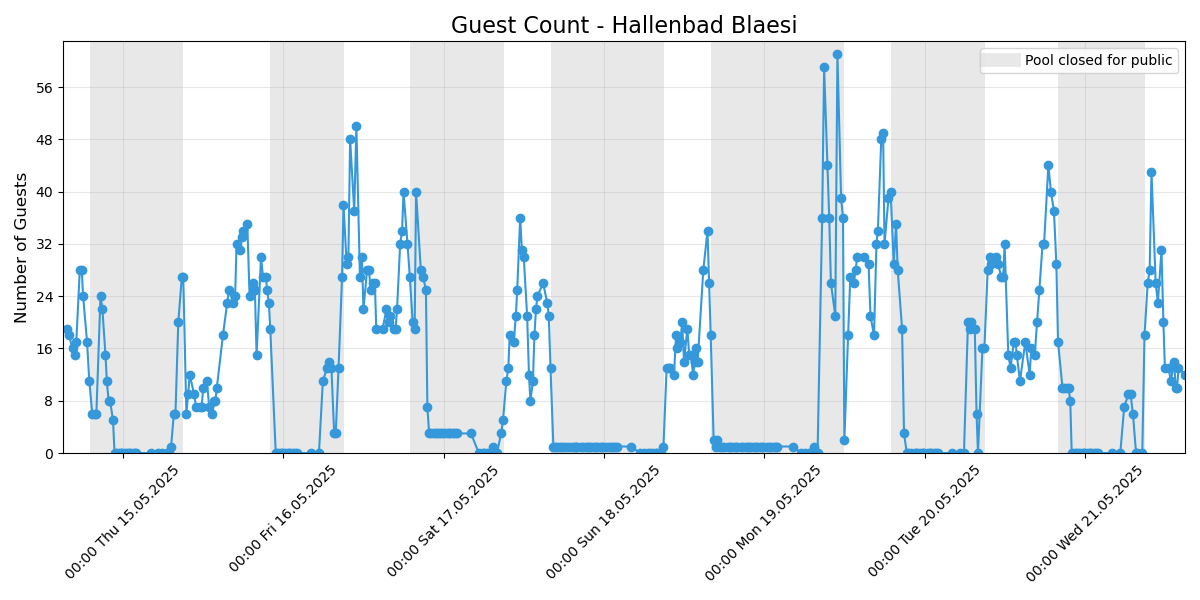 Guest Count - Hallenbad Blaesi
Pool closed for public
Number of Guests
56
48
40
32
24
16
8
0
00:00 Thu 15.05.2025
00:00 Fri 16.05.2025
00:00 Sat 17.05.2025
00:00 Sun 18.05.2025
00:00 Mon 19.05.2025
00:00 Tue 20.05.2025
00:00 Wed 21.05.2025